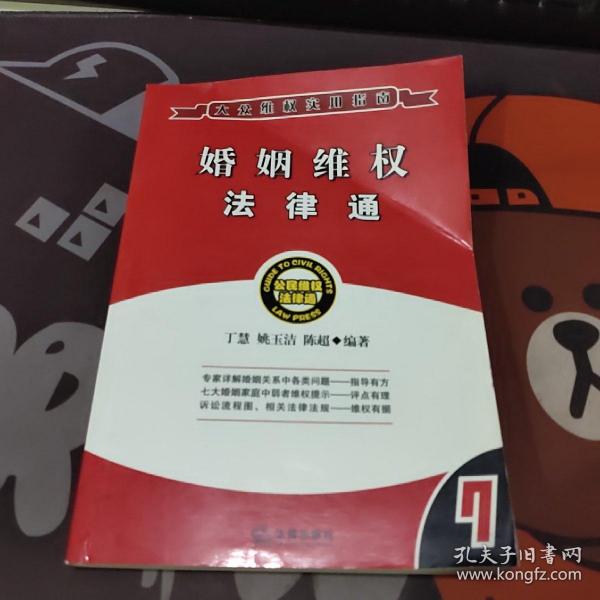 大众维权实用指南
婚姻维权
法律通
GUIDE TO CIVIL RIGHTS
公民维权
法律通
LAW PRESS
丁慧 姚玉洁 陈超◆编著
专家详解婚姻关系中各类问题——指导有方
七大婚姻家庭中弱者维权提示——评点有理
诉讼流程图、相关法律法规——维权有据
法律出版社
7
孔夫子旧书网
www.kongfz.com